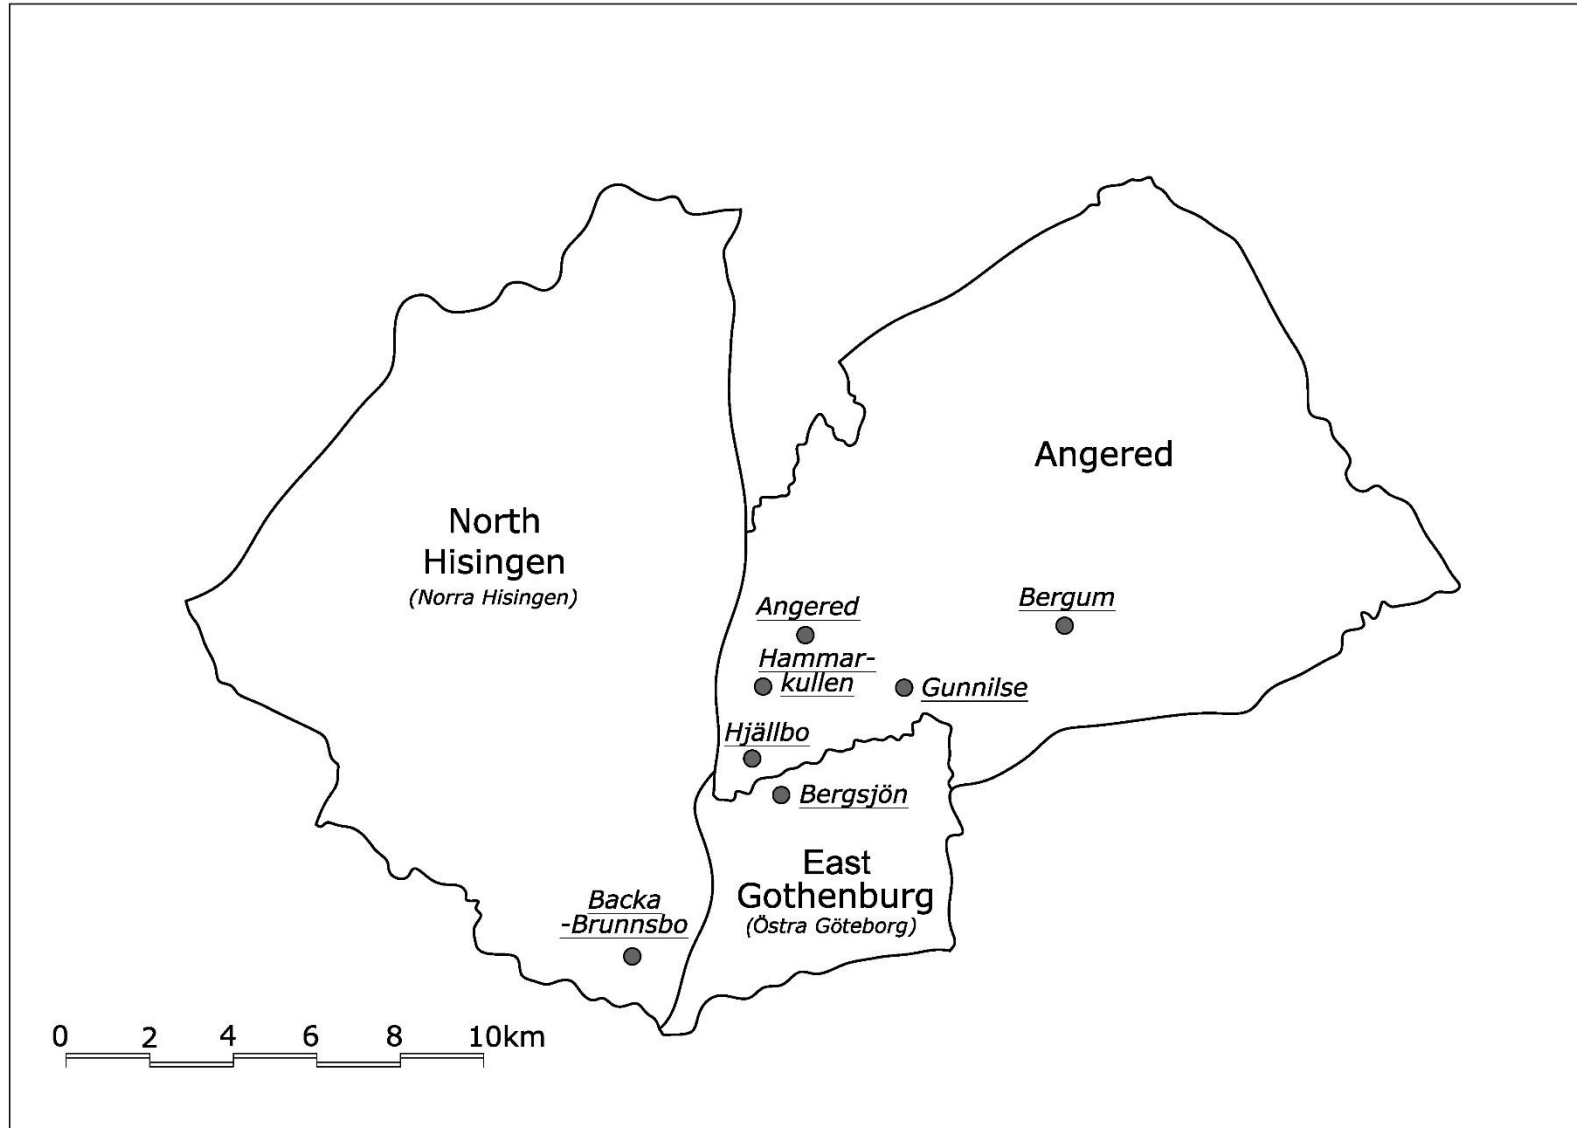 Angered
North
Hisingen
(Norra Hisingen)
Angered
Bergum
Hammar-
kullen
Gunnilse
Hjällbo
Bergsjön
East
Gothenburg
(Östra Göteborg)
Backa
-Brunnsbo
0 2 4 6 8 10km